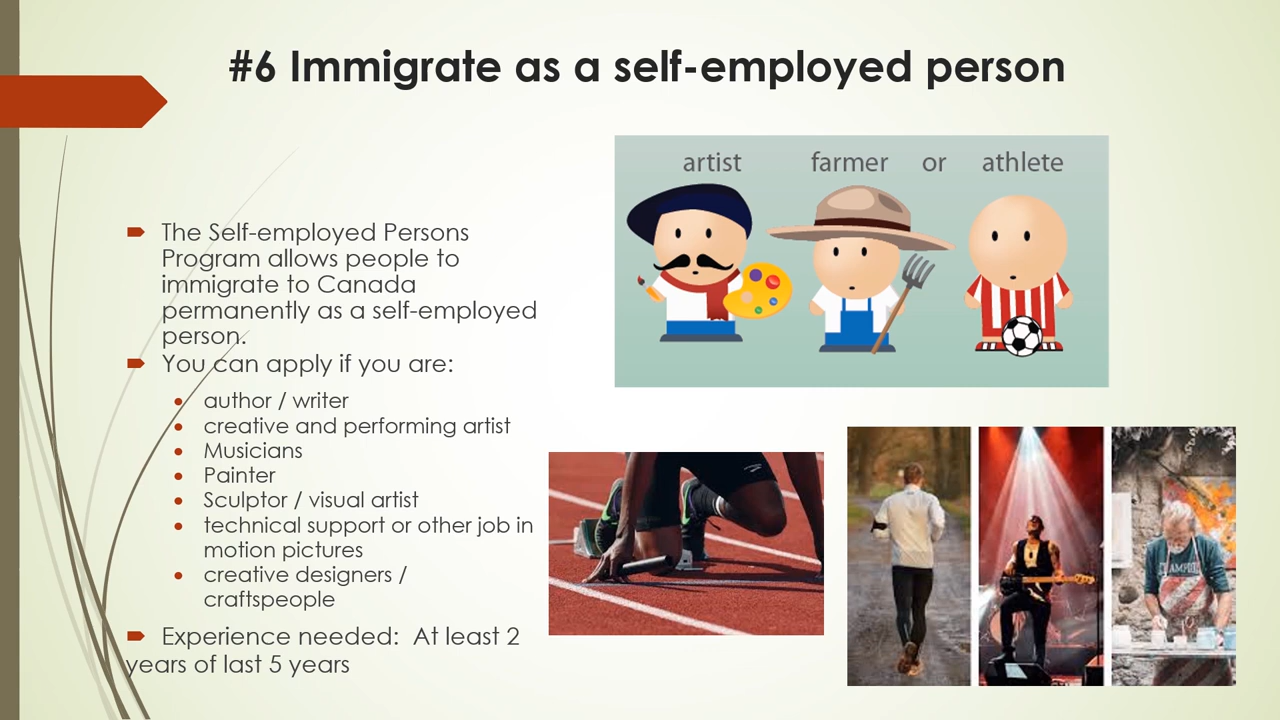 #6 Immigrate as a self-employed person
artist farmer or athlete
The Self-employed Persons
Program allows people to
immigrate to Canada
permanently as a self-employed
person.
You can apply if you are:
author / writer
creative and performing artist
Musicians
Painter
Sculptor / visual artist
technical support or other job in
motion pictures
creative designers /
craftspeople
Experience needed: At least 2
years of last 5 years
CHAMPION